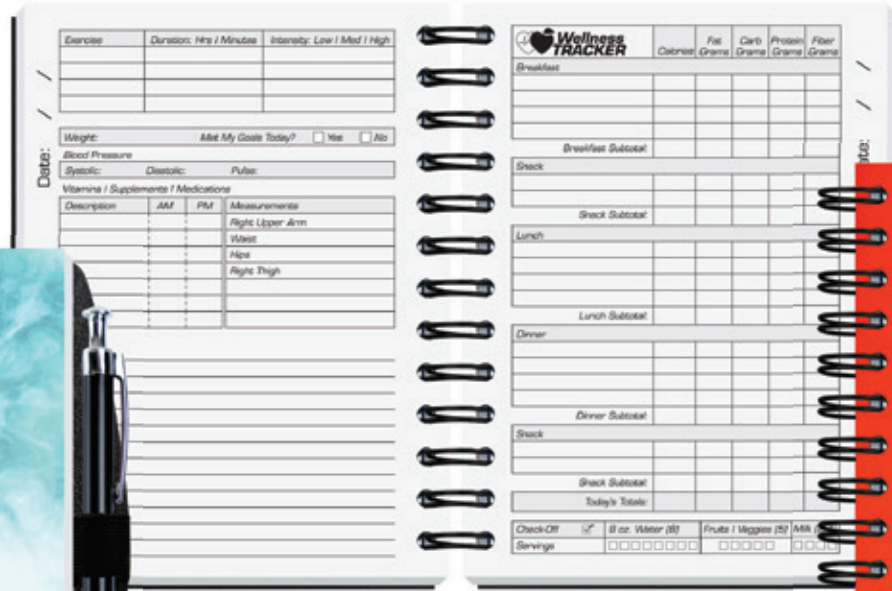 Date: / /
Exercise Duration: Hrs / Minutes Intensity: Low / Med / High
Weight: Met My Goals Today? Yes No
Blood Pressure
Systolic: Diastolic: Pulse:
Vitamins / Supplements / Medications
Description AM PM Measurements
Right Upper Arm
Waist
Hips
Right Thigh
Wellness
TRACKER
Calories Fat Grams Carb Grams Protein Grams Fiber Grams
Breakfast
Breakfast Subtotal:
Snack
Snack Subtotal:
Lunch
Lunch Subtotal:
Dinner
Dinner Subtotal:
Snack
Snack Subtotal:
Today's Totals:
Check-Off 8 oz. Water (8) Fruits / Veggies (5) Milk
Servings
ate: / /